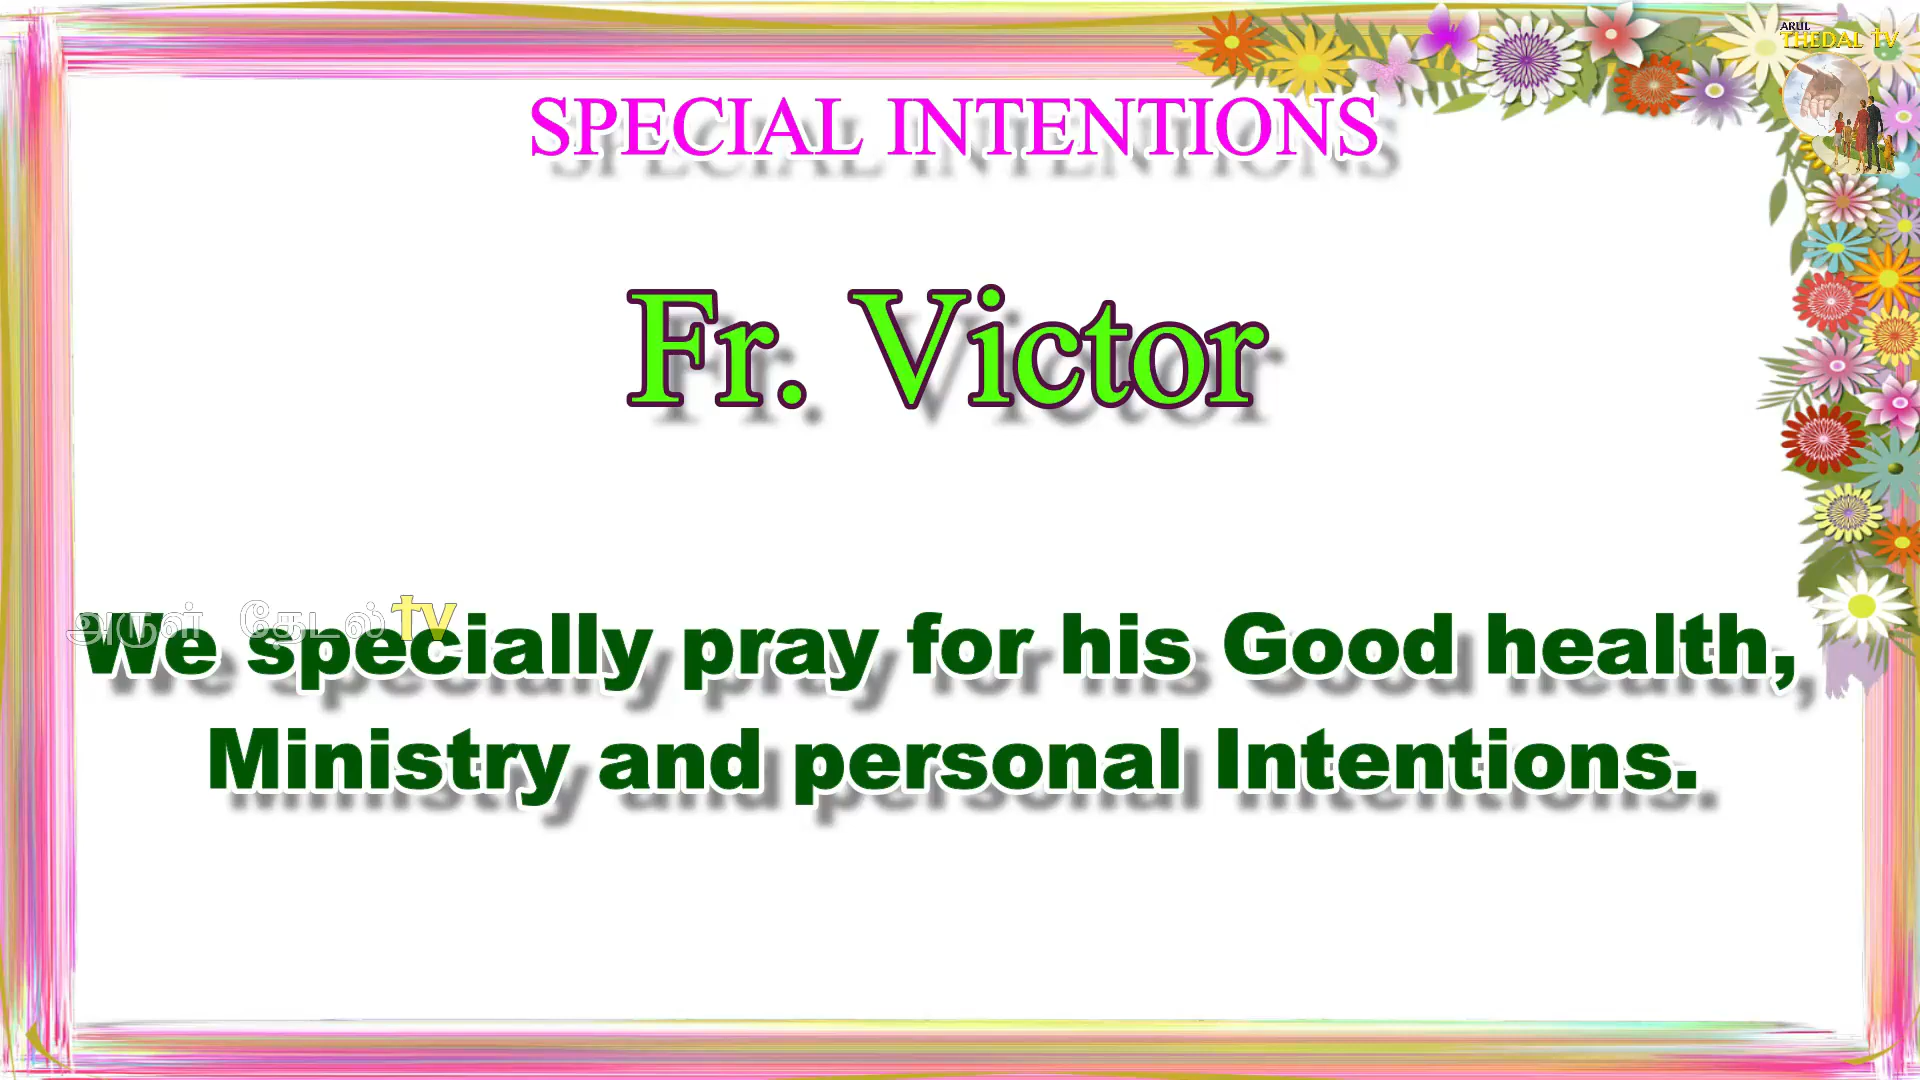 ARUL
THEDAL TV
SPECIAL INTENTIONS
Fr. Victor
அருள் தேடல் tv
We specially pray for his Good health,
Ministry and personal Intentions.